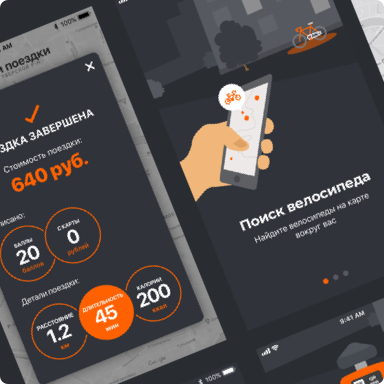 AM
100%
поездки
ЗДКА ЗАВЕРШЕНА
Стоимость поездки:
640 руб.
исано:
БАЛЛЫ
20
баллов
С КАРТЫ
0
рублей
Детали поездки:
РАССТОЯНИЕ
1.2
км
ДЛИТЕЛЬНОСТЬ
45
мин
КАЛОРИИ
200
ккал
Поиск велосипеда
Найдите велосипеды на карте
вокруг вас
9:41 AM
100%